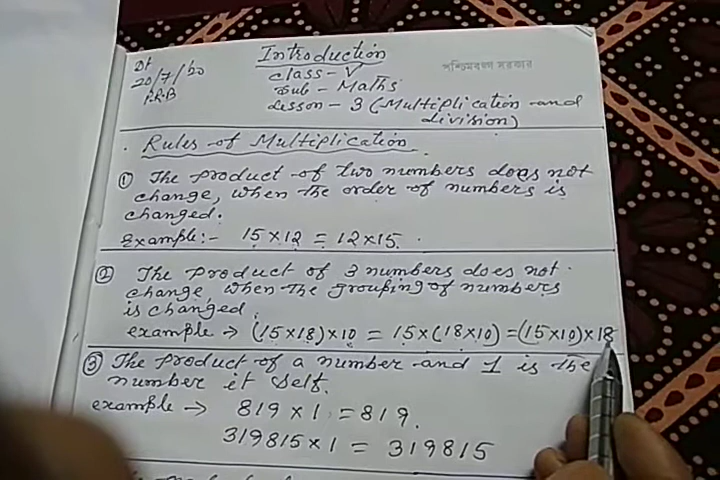 Dt
20/7/20
P.R.B
Introduction
class - V
Sub - Maths
Lesson - 3 (Multiplication and
division)
পশ্চিমবঙ্গ সরকার
Rules of Multiplication
① The product of two numbers does not
change, when the order of numbers is
changed.
Example:- 15 × 12 = 12 × 15.
② The product of 3 numbers does not
change, when the grouping of numbers
is changed.
example → (15×18)×10 = 15×(18×10) = (15×10)×18
③ The product of a number and 1 is the
number it self.
example → 819 × 1 = 819.
319815 × 1 = 319815